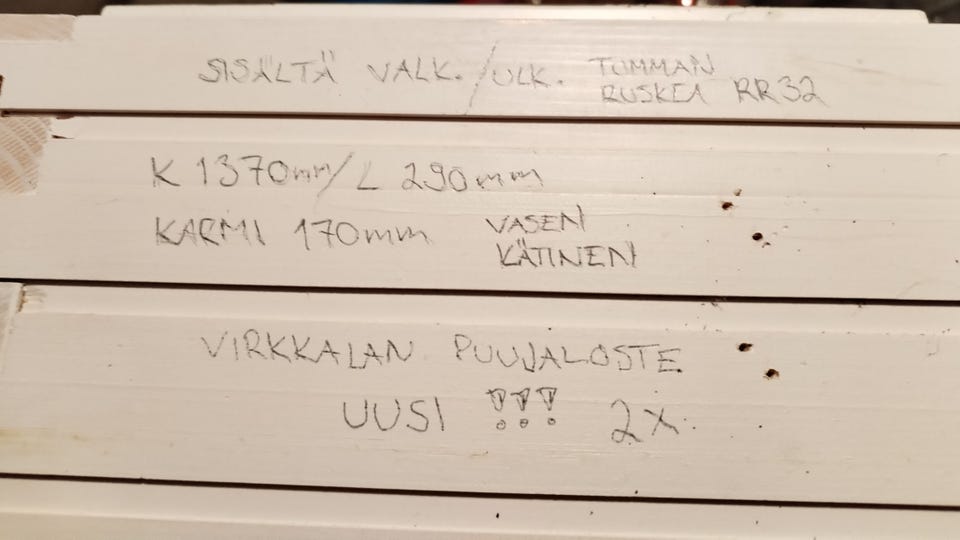 SISÄLTÄ VALK. / ULK. TUMMAN
RUSKEA RR32
K 1370mm / L 290mm
KARMI 170mm VASEN
KÄTINEN
VIRKKALAN PUUJALOSTE
UUSI !!! 2X.